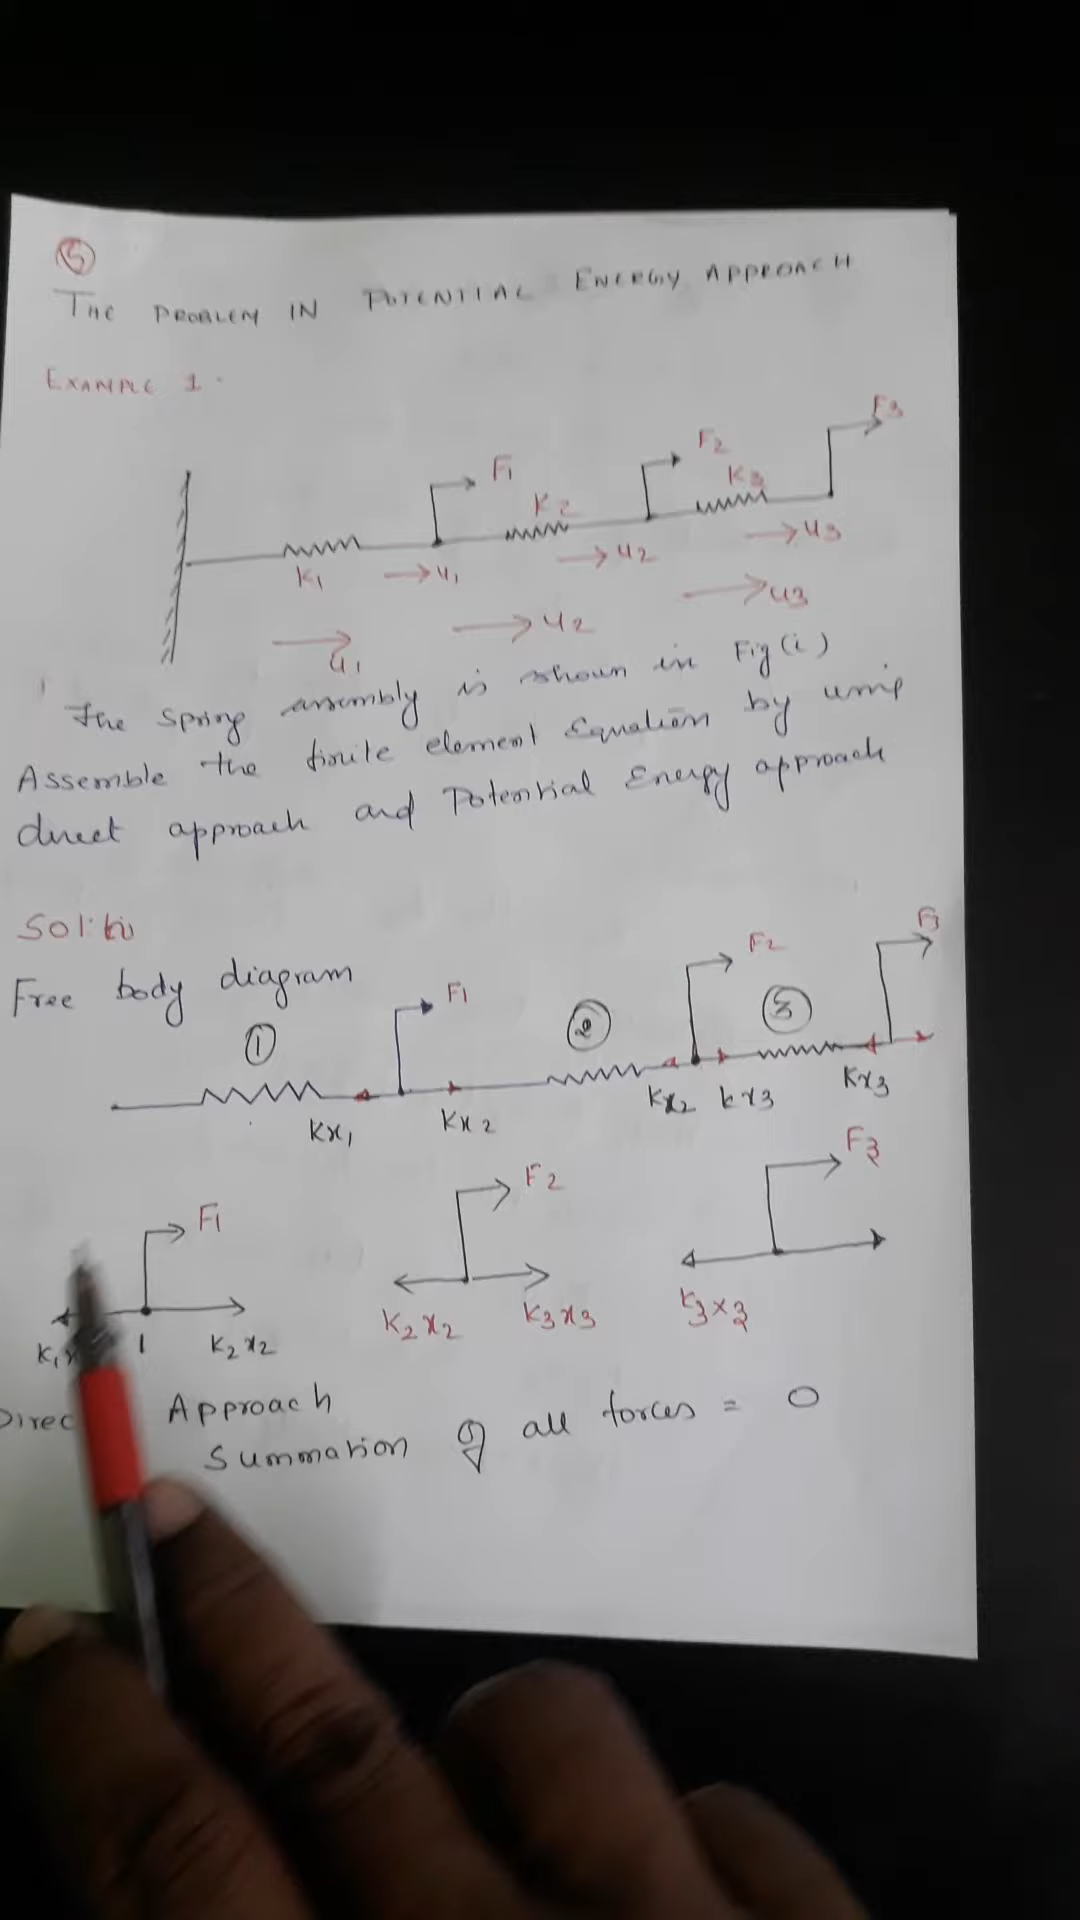 5
THE PROBLEM IN POTENTIAL ENERGY APPROACH
EXAMPLE 1.
F3
F2
F1
K3
K2
K1
u1
u2
u3
u1
u2
u3
The spring assembly is shown in Fig (i)
Assemble the finite element Equation by
direct approach and Potential Energy approach
Free body diagram
F1
F2
F3
1
2
3
Kx1
Kx2
Kx2
kx3
Kx3
F1
F2
F3
1
K2x2
K2x2
K3x3
K3x3
Approach
Summation of all forces = 0